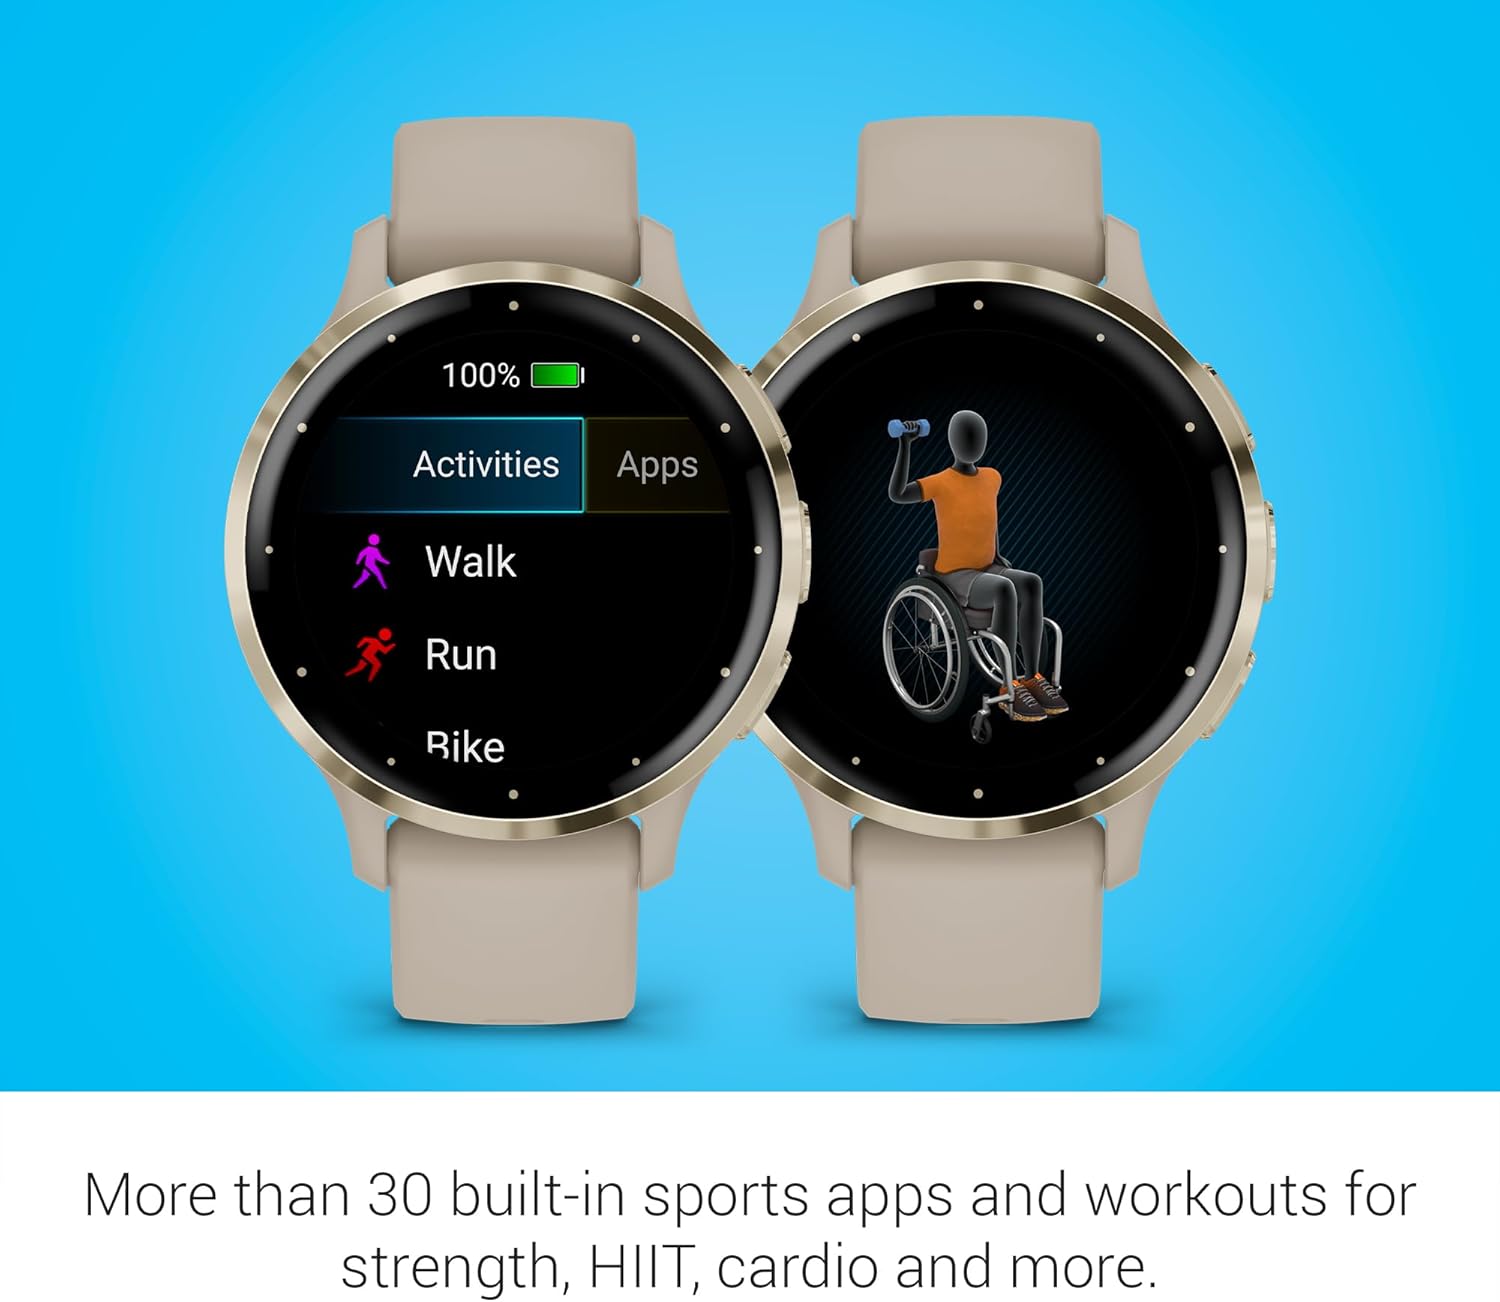 100%
Activities Apps
Walk
Run
Bike
More than 30 built-in sports apps and workouts for
strength, HIIT, cardio and more.